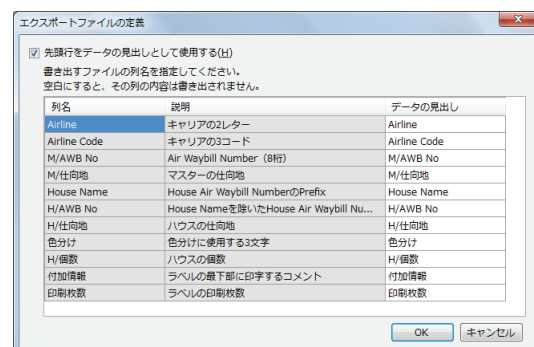 エクスポートファイルの定義
先頭行をデータの見出しとして使用する(H)
書き出すファイルの列名を指定してください。
空白にすると、その列の内容は書き出されません。
列名 説明 データの見出し
Airline キャリアの2レター Airline
Airline Code キャリアの3コード Airline Code
M/AWB No Air Waybill Number（8桁） M/AWB No
M/仕向地 マスターの仕向地 M/仕向地
House Name House Air Waybill NumberのPrefix House Name
H/AWB No House Nameを除いたHouse Air Waybill Nu... H/AWB No
H/仕向地 ハウスの仕向地 H/仕向地
色分け 色分けに使用する3文字 色分け
H/個数 ハウスの個数 H/個数
付加情報 ラベルの最下部に印字するコメント 付加情報
印刷枚数 ラベルの印刷枚数 印刷枚数
OK キャンセル